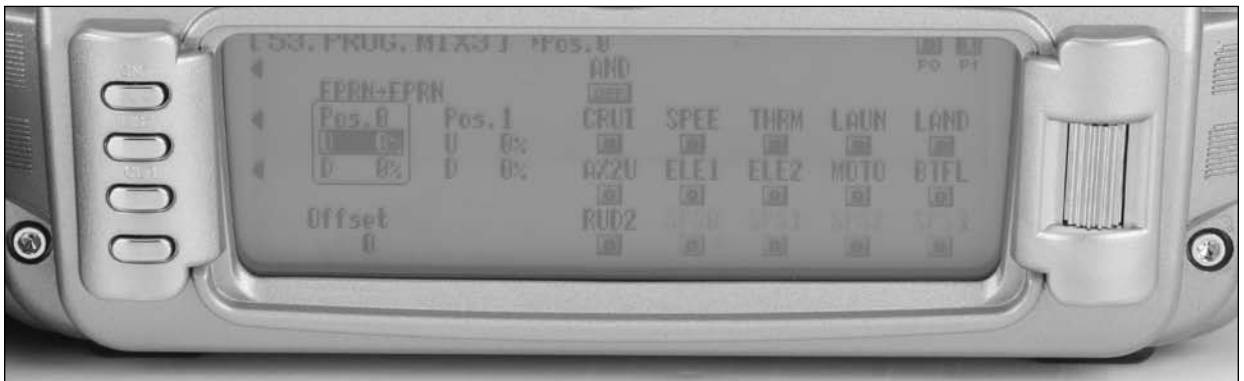 [53.PROG.MIX3] ▸Pos.0
P0 P1
AND
OFF
EPRN→EPRN
Pos.0 Pos.1 CRUI SPEE THRM LAUN LAND
U 0% U 0%
D 0% D 0% AX2U ELE1 ELE2 MOTO BTFL
Offset RUD2
0